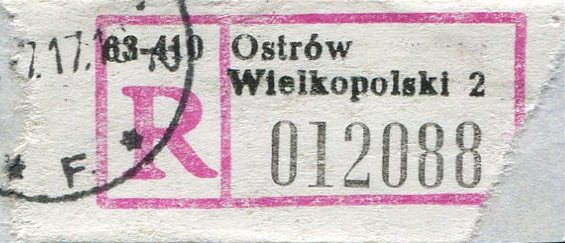 63-410 Ostrów
Wielkopolski 2
R 012088
F.